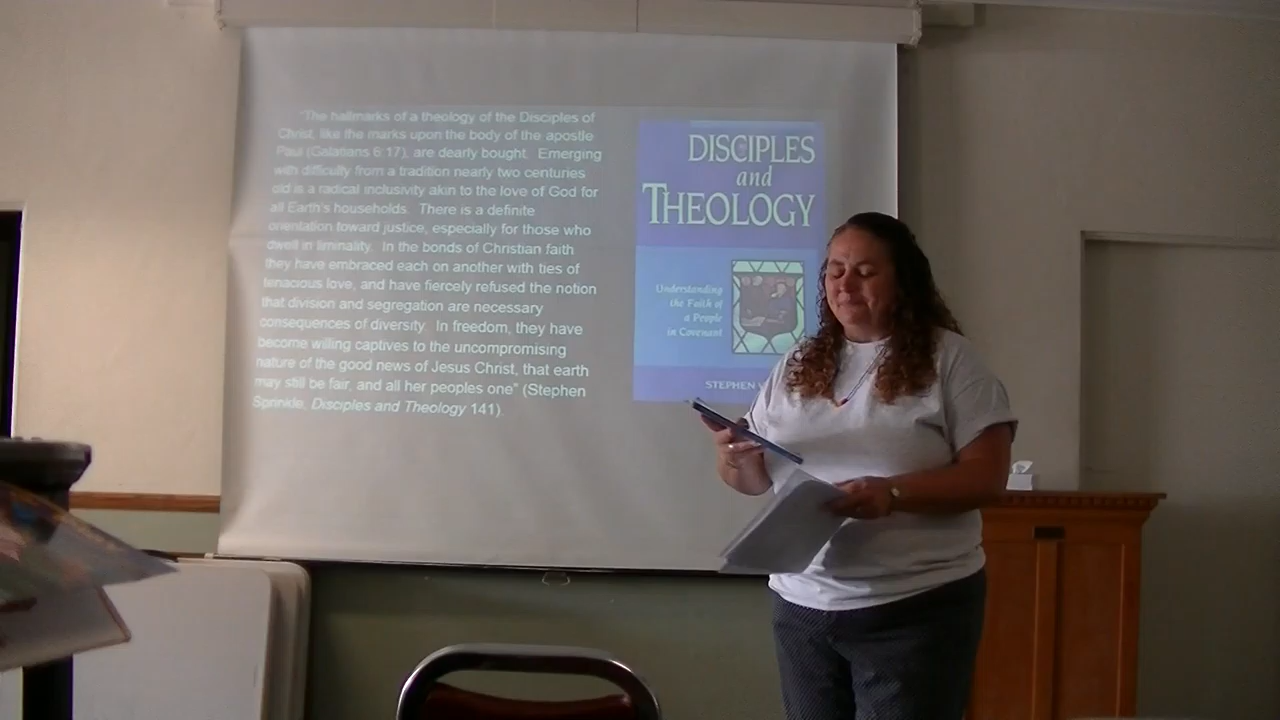 "The hallmarks of a theology of the Disciples of
Christ, like the marks upon the body of the apostle
Paul (Galatians 6:17), are dearly bought. Emerging
with difficulty from a tradition nearly two centuries
old is a radical inclusivity akin to the love of God for
all Earth's households. There is a definite
orientation toward justice, especially for those who
dwell in liminality. In the bonds of Christian faith
they have embraced each on another with ties of
tenacious love, and have fiercely refused the notion
that division and segregation are necessary
consequences of diversity. In freedom, they have
become willing captives to the uncompromising
nature of the good news of Jesus Christ, that earth
may still be fair, and all her peoples one" (Stephen
Sprinkle, Disciples and Theology 141).
DISCIPLES
and
THEOLOGY
Understanding
the Faith of
a People
in Covenant
STEPHEN